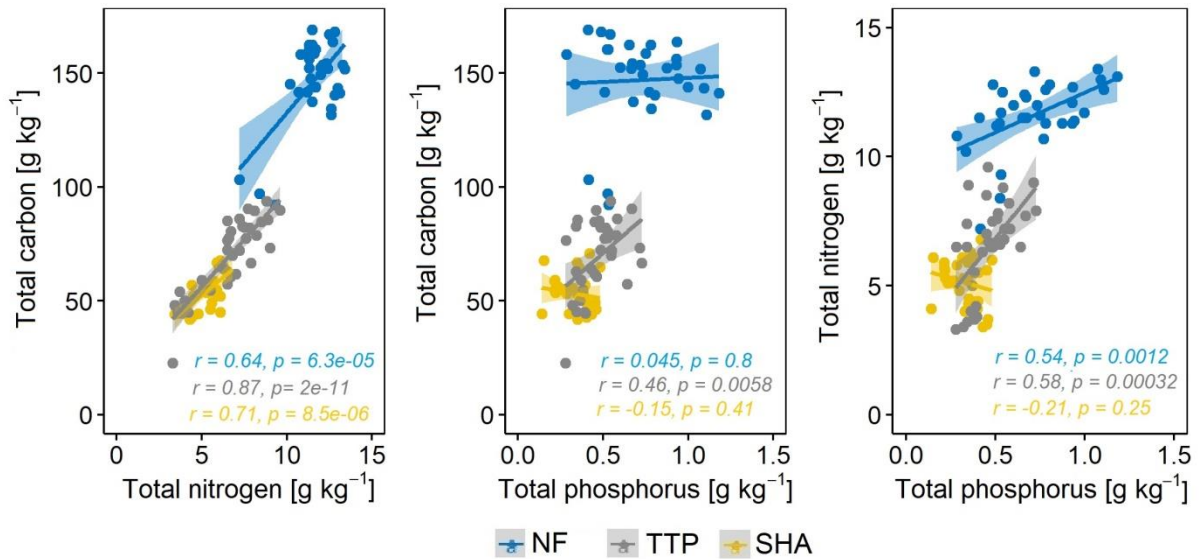 Total carbon [g kg⁻¹]
150
100
50
0
r = 0.64, p = 6.3e-05
r = 0.87, p= 2e-11
r = 0.71, p = 8.5e-06
0 5 10 15
Total nitrogen [g kg⁻¹]
Total carbon [g kg⁻¹]
150
100
50
0
r = 0.045, p = 0.8
r = 0.46, p = 0.0058
r = -0.15, p = 0.41
0.0 0.5 1.0 1.5
Total phosphorus [g kg⁻¹]
Total nitrogen [g kg⁻¹]
15
10
5
0
r = 0.54, p = 0.0012
r = 0.58, p = 0.00032
r = -0.21, p = 0.25
0.0 0.5 1.0 1.5
Total phosphorus [g kg⁻¹]
NF TTP SHA